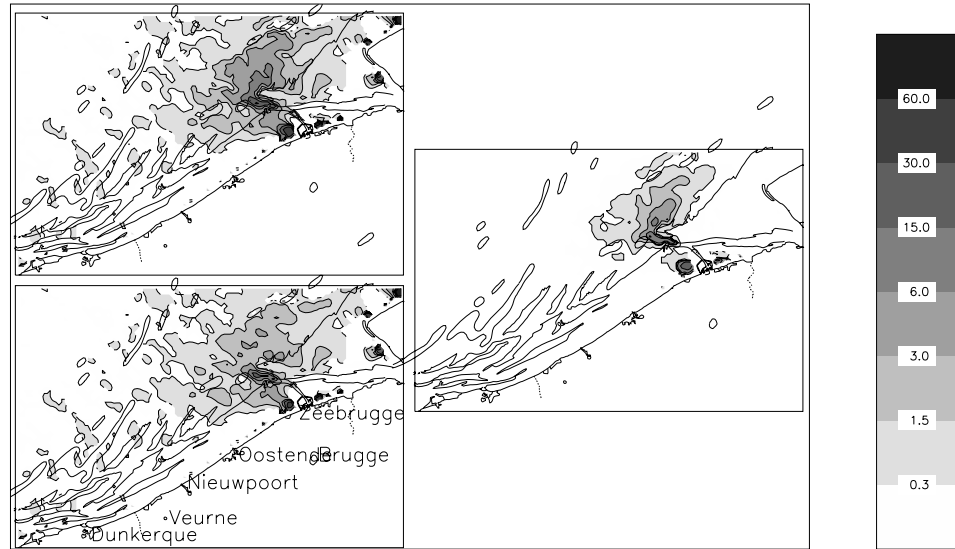 Zeebrugge
Oostende
Brugge
Nieuwpoort
Veurne
Dunkerque
60.0
30.0
15.0
6.0
3.0
1.5
0.3